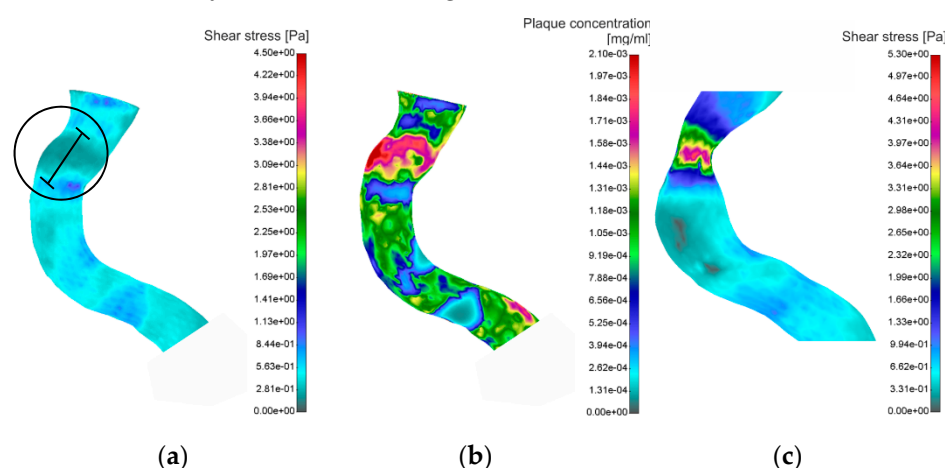 Shear stress [Pa]
4.50e+00
4.22e+00
3.94e+00
3.66e+00
3.38e+00
3.09e+00
2.81e+00
2.53e+00
2.25e+00
1.97e+00
1.69e+00
1.41e+00
1.13e+00
8.44e-01
5.63e-01
2.81e-01
0.00e+00
(a)
Plaque concentration
[mg/ml]
2.10e-03
1.97e-03
1.84e-03
1.71e-03
1.58e-03
1.44e-03
1.31e-03
1.18e-03
1.05e-03
9.19e-04
7.88e-04
6.56e-04
5.25e-04
3.94e-04
2.62e-04
1.31e-04
0.00e+00
(b)
Shear stress [Pa]
5.30e+00
4.97e+00
4.64e+00
4.31e+00
3.97e+00
3.64e+00
3.31e+00
2.98e+00
2.65e+00
2.32e+00
1.99e+00
1.66e+00
1.33e+00
9.94e-01
6.62e-01
3.31e-01
0.00e+00
(c)